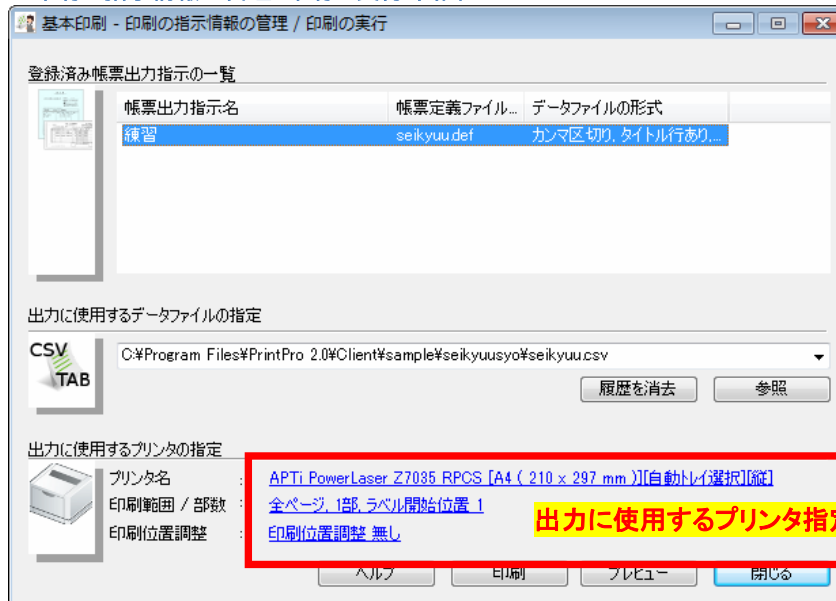 基本印刷 - 印刷の指示情報の管理 / 印刷の実行
登録済み帳票出力指示の一覧
帳票出力指示名 帳票定義ファイル... データファイルの形式
練習 seikyuu.def カンマ区切り, タイトル行あり,...
出力に使用するデータファイルの指定
CSV
TAB
C:¥Program Files¥PrintPro 2.0¥Client¥sample¥seikyuusyo¥seikyuu.csv
履歴を消去 参照
出力に使用するプリンタの指定
プリンタ名 : APTi PowerLaser Z7035 RPCS [A4 ( 210 x 297 mm )][自動トレイ選択][縦]
印刷範囲 / 部数 : 全ページ, 1部, ラベル開始位置 1
出力に使用するプリンタ指定
印刷位置調整 : 印刷位置調整 無し
ヘルプ 印刷 プレビュー 閉じる